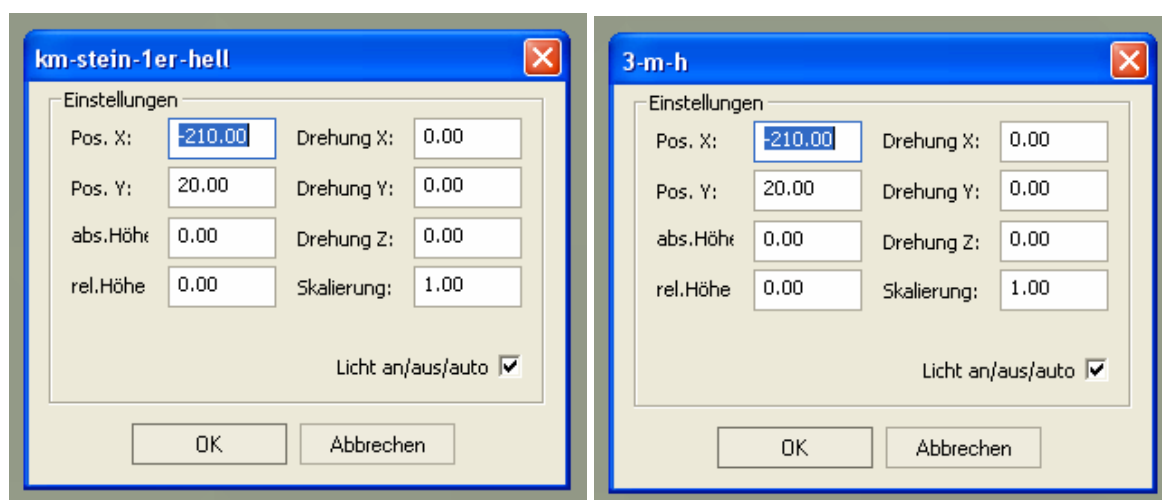 km-stein-1er-hell
Einstellungen
Pos. X: -210.00 Drehung X: 0.00
Pos. Y: 20.00 Drehung Y: 0.00
abs.Höhe 0.00 Drehung Z: 0.00
rel.Höhe 0.00 Skalierung: 1.00
Licht an/aus/auto
OK Abbrechen
3-m-h
Einstellungen
Pos. X: -210.00 Drehung X: 0.00
Pos. Y: 20.00 Drehung Y: 0.00
abs.Höhe 0.00 Drehung Z: 0.00
rel.Höhe 0.00 Skalierung: 1.00
Licht an/aus/auto
OK Abbrechen